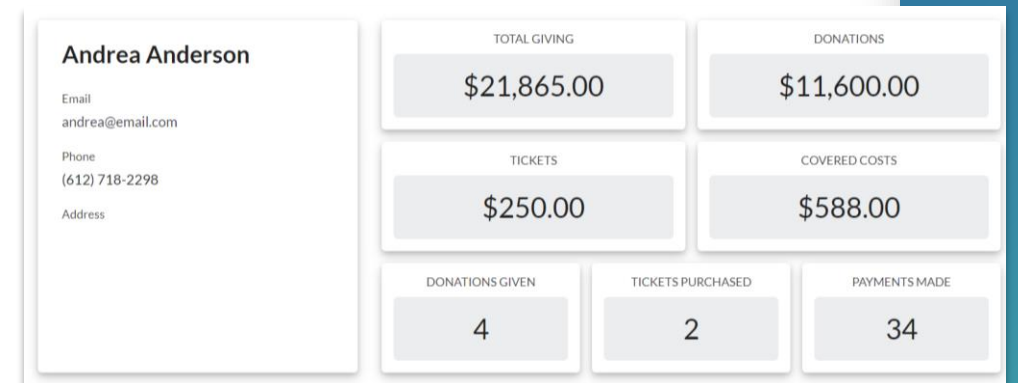 Andrea Anderson
Email
andrea@email.com
Phone
(612) 718-2298
Address
TOTAL GIVING
$21,865.00
DONATIONS
$11,600.00
TICKETS
$250.00
COVERED COSTS
$588.00
DONATIONS GIVEN
4
TICKETS PURCHASED
2
PAYMENTS MADE
34